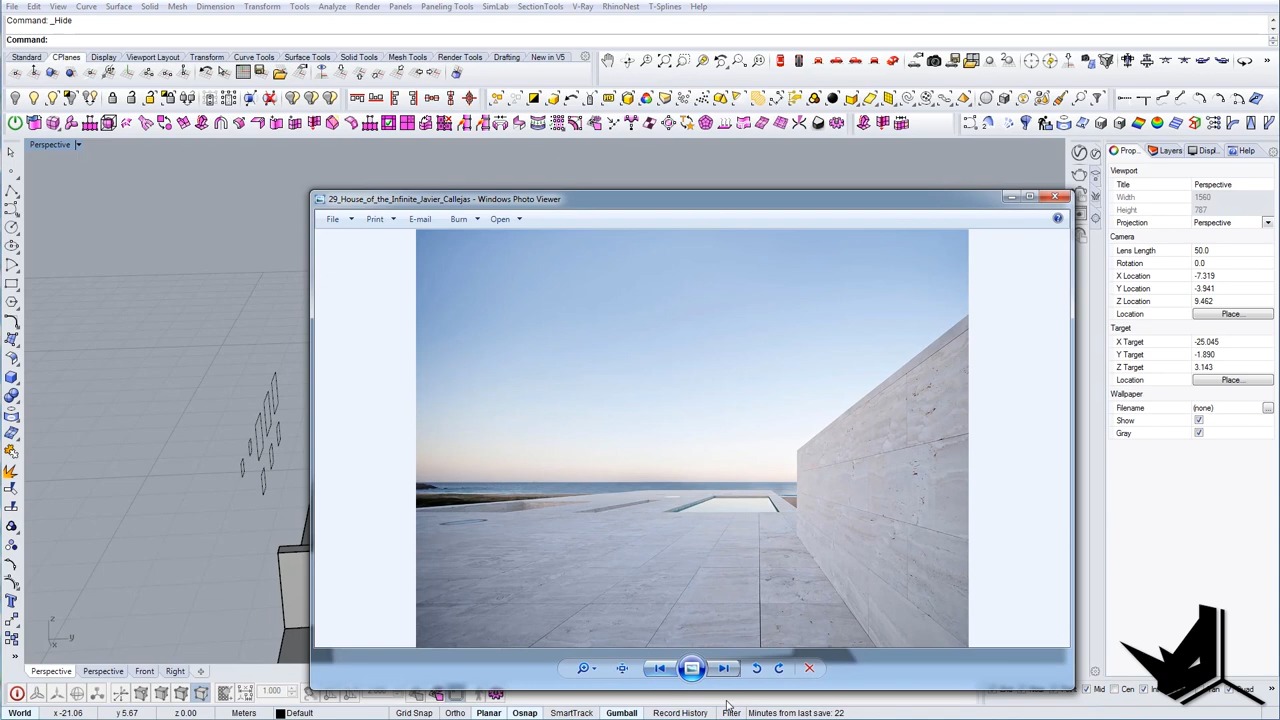 File Edit View Curve Surface Solid Mesh Dimension Transform Tools Analyze Render Panels Paneling Tools SimLab SectionTools V-Ray RhinoNest T-Splines Help
Command: _Hide
Command:
Standard CPlanes Display Viewport Layout Transform Curve Tools Surface Tools Solid Tools Mesh Tools Render Tools Drafting New in V5
Perspective
Prop... Layers Displ... Help
Viewport
Title Perspective
Width 1560
Height 787
Projection Perspective
Camera
Lens Length 50.0
Rotation 0.0
X Location -7.319
Y Location -3.941
Z Location 9.462
Location Place...
Target
X Target -25.045
Y Target -1.890
Z Target 3.143
Location Place...
Wallpaper
Filename (none) ...
Show
Gray
29_House_of_the_Infinite_Javier_Callejas - Windows Photo Viewer
File Print E-mail Burn Open
z
y
x
Perspective Perspective Front Right
1.000
Mid Cen Quad
x -21.06 y 5.67 z 0.00 Meters Default Grid Snap Ortho Planar Osnap SmartTrack Gumball Record History Filter Minutes from last save: 22